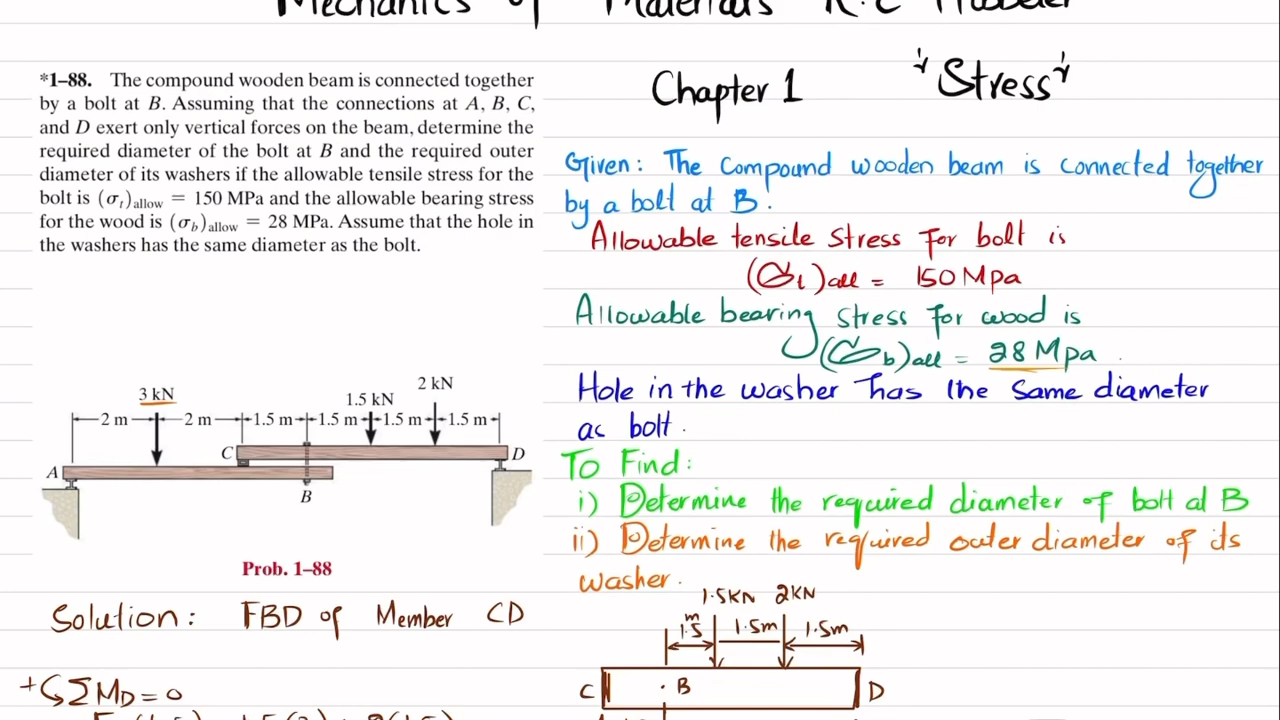 Mechanics of Materials R.C Hibbeler
*1–88. The compound wooden beam is connected together
by a bolt at B. Assuming that the connections at A, B, C,
and D exert only vertical forces on the beam, determine the
required diameter of the bolt at B and the required outer
diameter of its washers if the allowable tensile stress for the
bolt is (σt)allow = 150 MPa and the allowable bearing stress
for the wood is (σb)allow = 28 MPa. Assume that the hole in
the washers has the same diameter as the bolt.
Chapter 1 "Stress"
Given: The Compound wooden beam is connected together
by a bolt at B.
Allowable tensile stress for bolt is
(σt)all = 150 Mpa
Allowable bearing stress for wood is
(σb)all = 28 Mpa
Hole in the washer has the same diameter
as bolt.
To Find:
i) Determine the required diameter of bolt at B
ii) Determine the required outer diameter of its
washer.
3 kN 1.5 kN 2 kN
2 m 2 m 1.5 m 1.5 m 1.5 m 1.5 m
A C D
B
Prob. 1–88
Solution: FBD of Member CD
1.5KN 2KN
1.5m 1.5m 1.5m
C B D
+ ΣMD=0